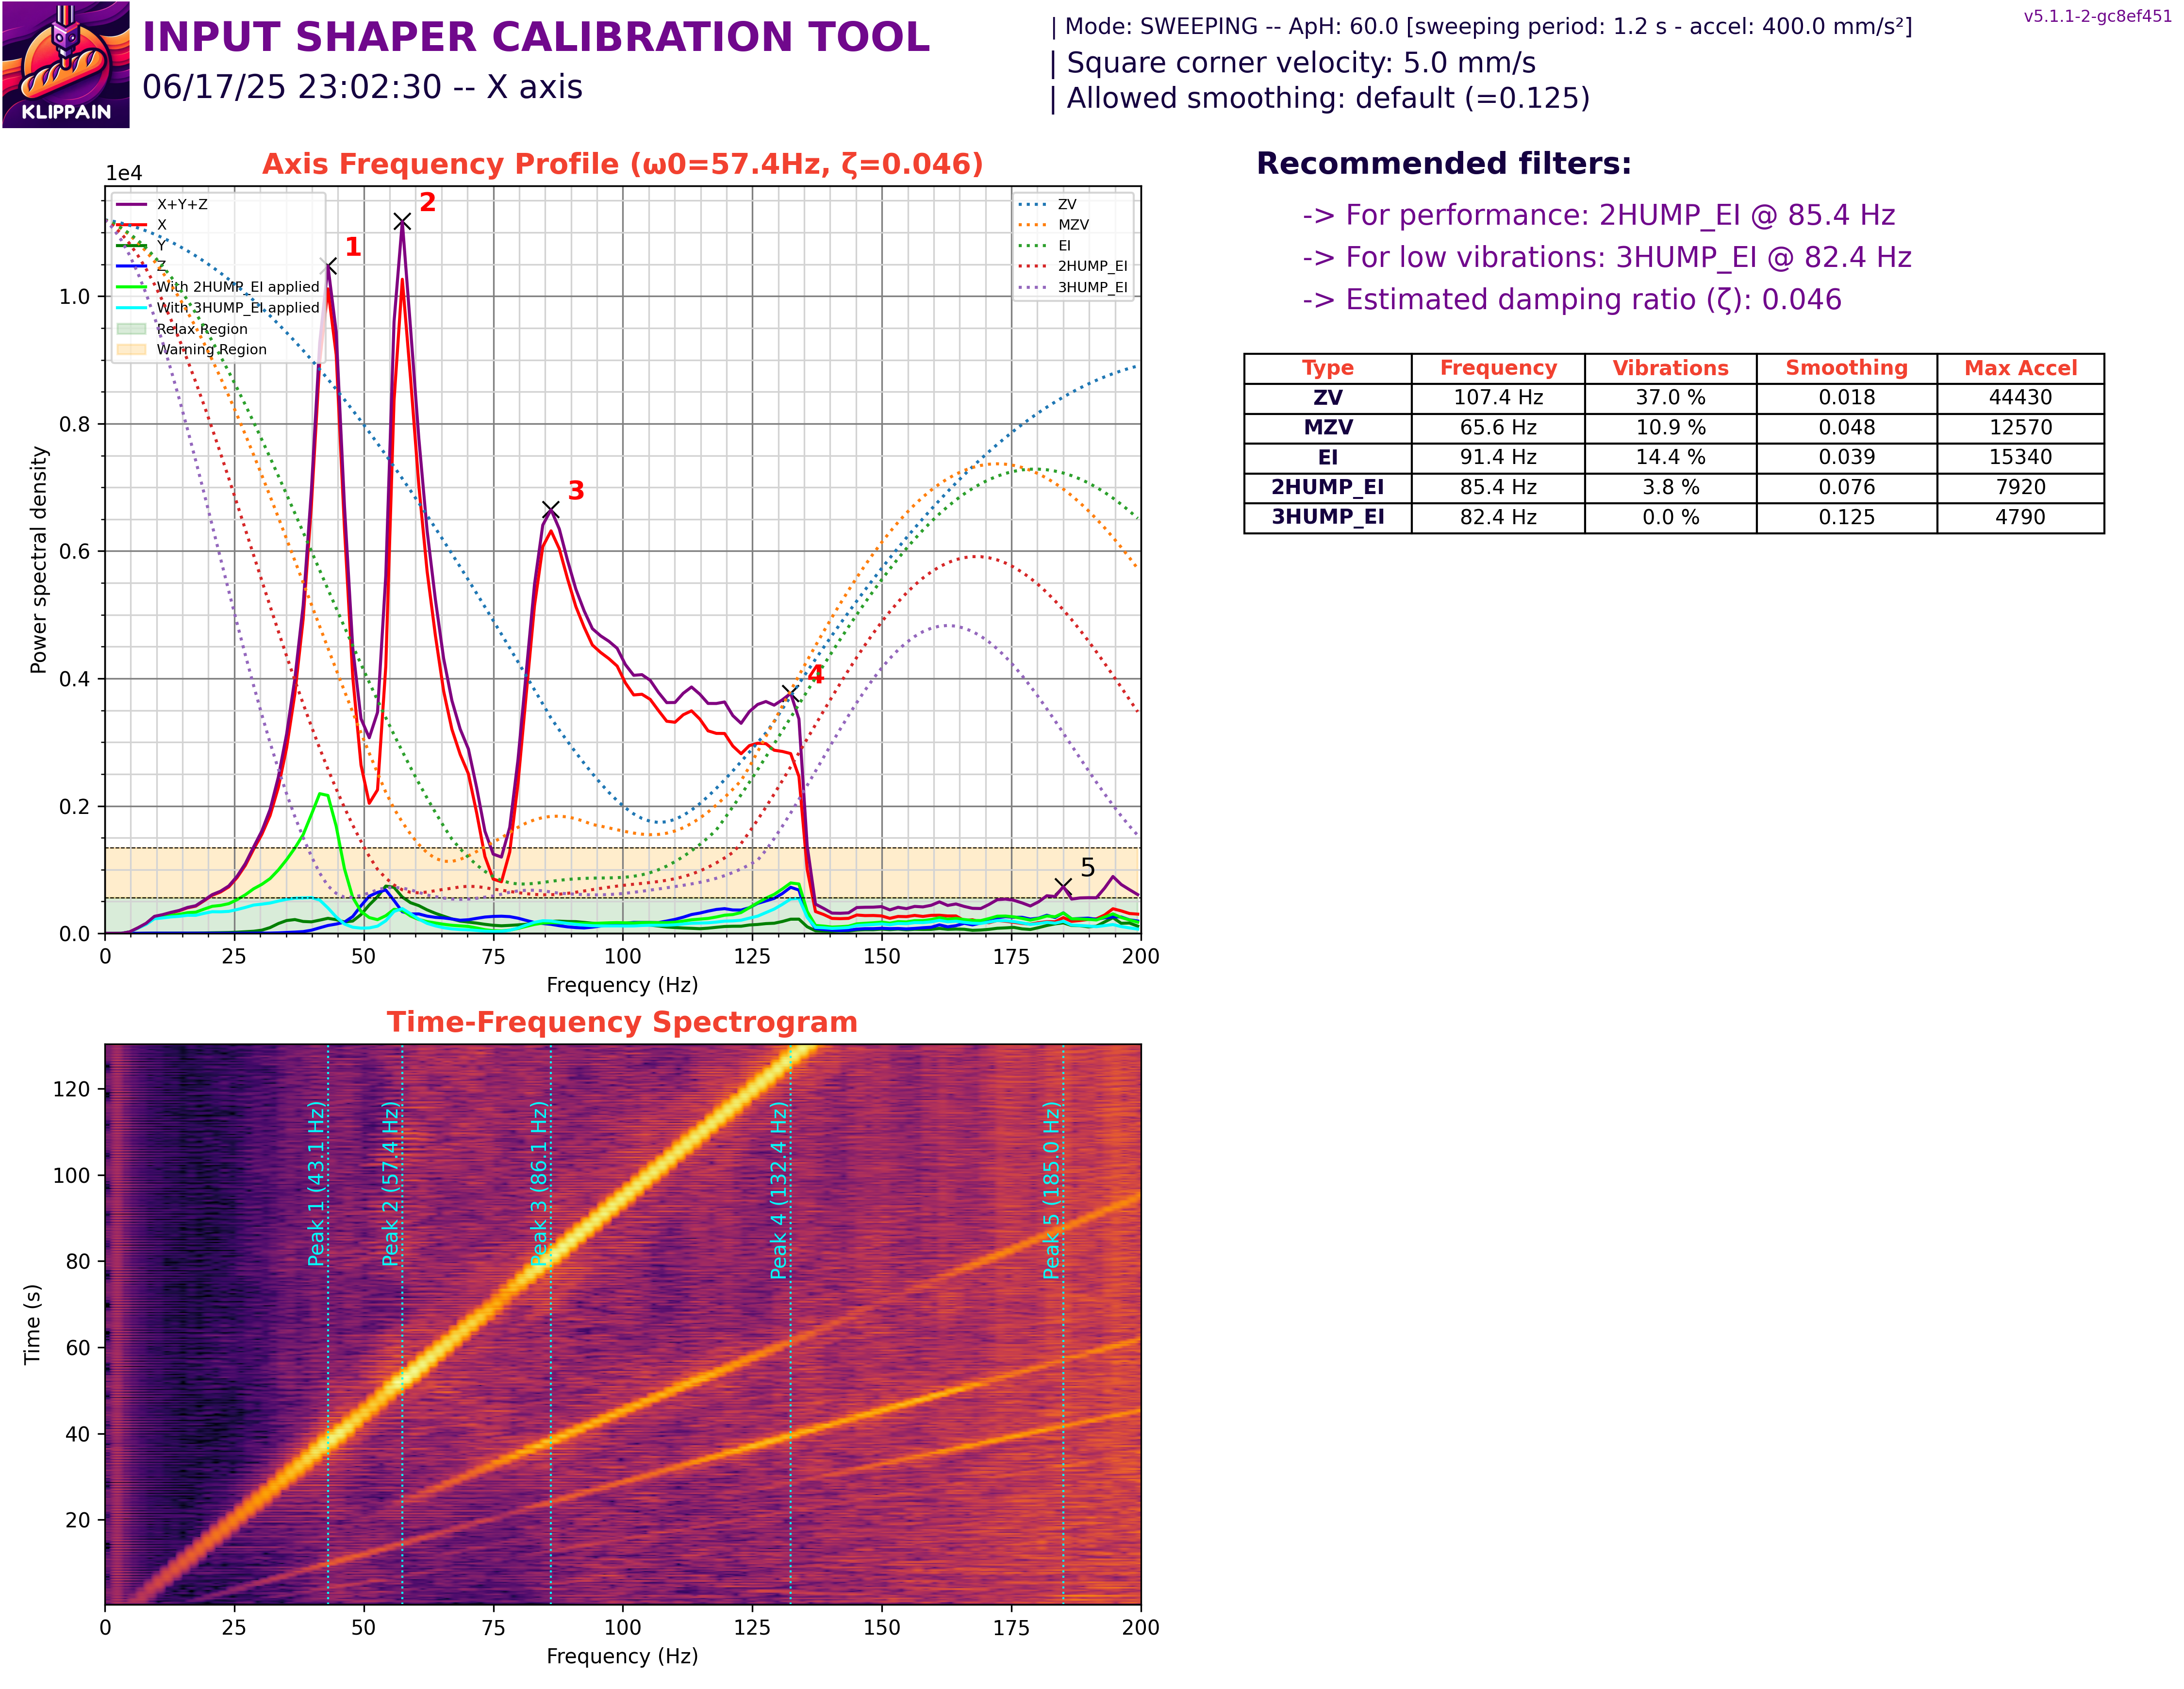 KLIPPAIN
INPUT SHAPER CALIBRATION TOOL
06/17/25 23:02:30 -- X axis
| Mode: SWEEPING -- ApH: 60.0 [sweeping period: 1.2 s - accel: 400.0 mm/s²]
| Square corner velocity: 5.0 mm/s
| Allowed smoothing: default (=0.125)
v5.1.1-2-gc8ef451
Axis Frequency Profile (ω0=57.4Hz, ζ=0.046)
1e4
X+Y+Z
X
Y
Z
With 2HUMP_EI applied
With 3HUMP_EI applied
Relax Region
Warning Region
ZV
MZV
EI
2HUMP_EI
3HUMP_EI
1
2
3
4
5
Power spectral density
1.0
0.8
0.6
0.4
0.2
0.0
0 25 50 75 100 125 150 175 200
Frequency (Hz)
Recommended filters:
-> For performance: 2HUMP_EI @ 85.4 Hz
-> For low vibrations: 3HUMP_EI @ 82.4 Hz
-> Estimated damping ratio (ζ): 0.046
Type Frequency Vibrations Smoothing Max Accel
ZV 107.4 Hz 37.0 % 0.018 44430
MZV 65.6 Hz 10.9 % 0.048 12570
EI 91.4 Hz 14.4 % 0.039 15340
2HUMP_EI 85.4 Hz 3.8 % 0.076 7920
3HUMP_EI 82.4 Hz 0.0 % 0.125 4790
Time-Frequency Spectrogram
Time (s)
120
100
80
60
40
20
Peak 1 (43.1 Hz)
Peak 2 (57.4 Hz)
Peak 3 (86.1 Hz)
Peak 4 (132.4 Hz)
Peak 5 (185.0 Hz)
0 25 50 75 100 125 150 175 200
Frequency (Hz)